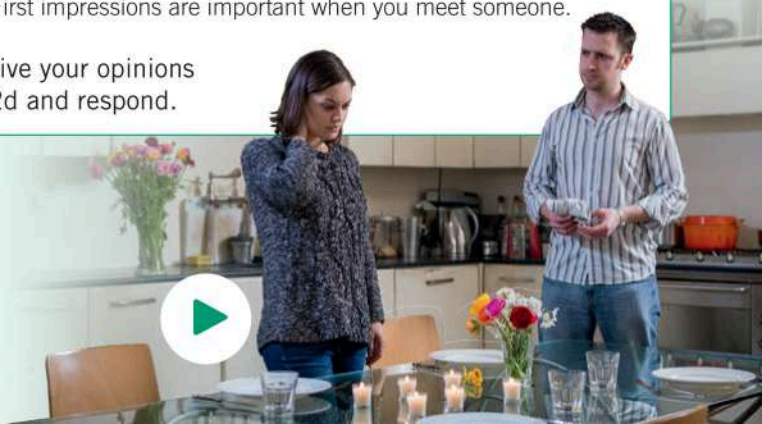 irst impressions are important when you meet someone.
ive your opinions
d and respond.